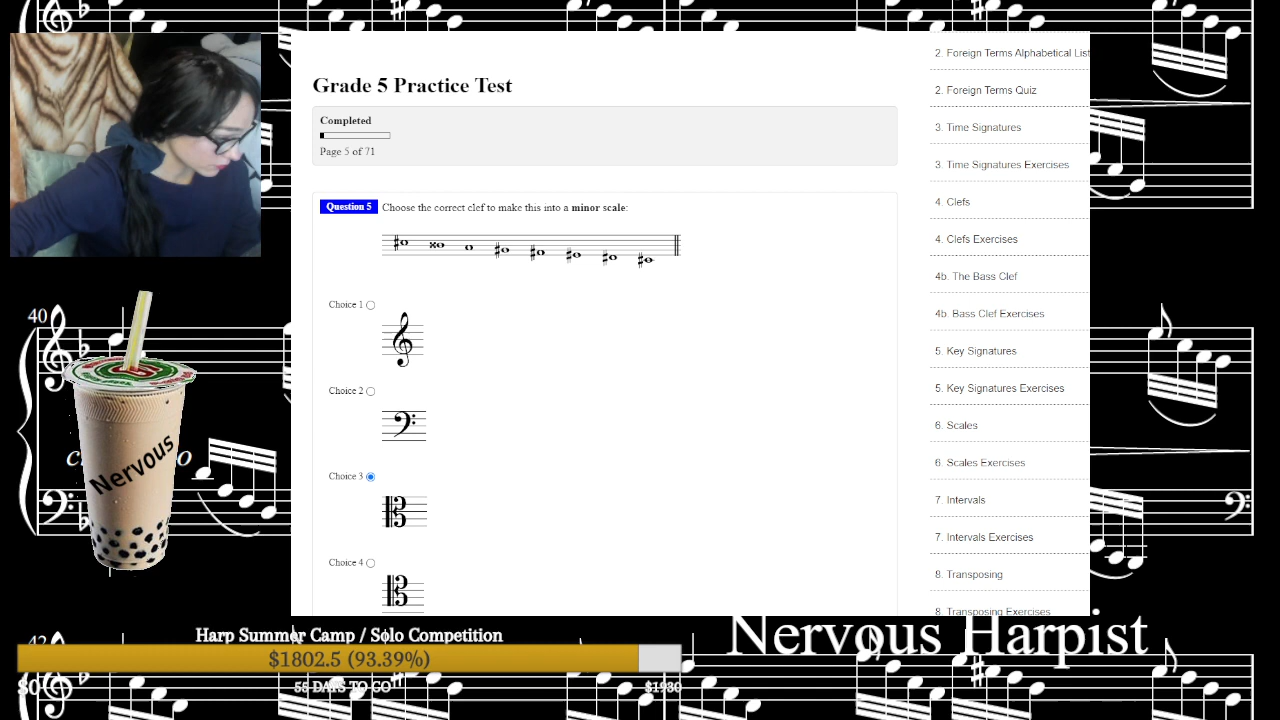 2. Foreign Terms Alphabetical List
Grade 5 Practice Test
2. Foreign Terms Quiz
Completed
3. Time Signatures
Page 5 of 71
3. Time Signatures Exercises
Question 5 Choose the correct clef to make this into a minor scale:
4. Clefs
4. Clefs Exercises
4b. The Bass Clef
Choice 1
4b. Bass Clef Exercises
40
5. Key Signatures
Choice 2
5. Key Signatures Exercises
6. Scales
Nervous
6. Scales Exercises
Choice 3
7. Intervals
7. Intervals Exercises
Choice 4
8. Transposing
8. Transposing Exercises
Nervous Harpist
Harp Summer Camp / Solo Competition
$1802.5 (93.39%)
$0
55 DAYS TO GO
$1930